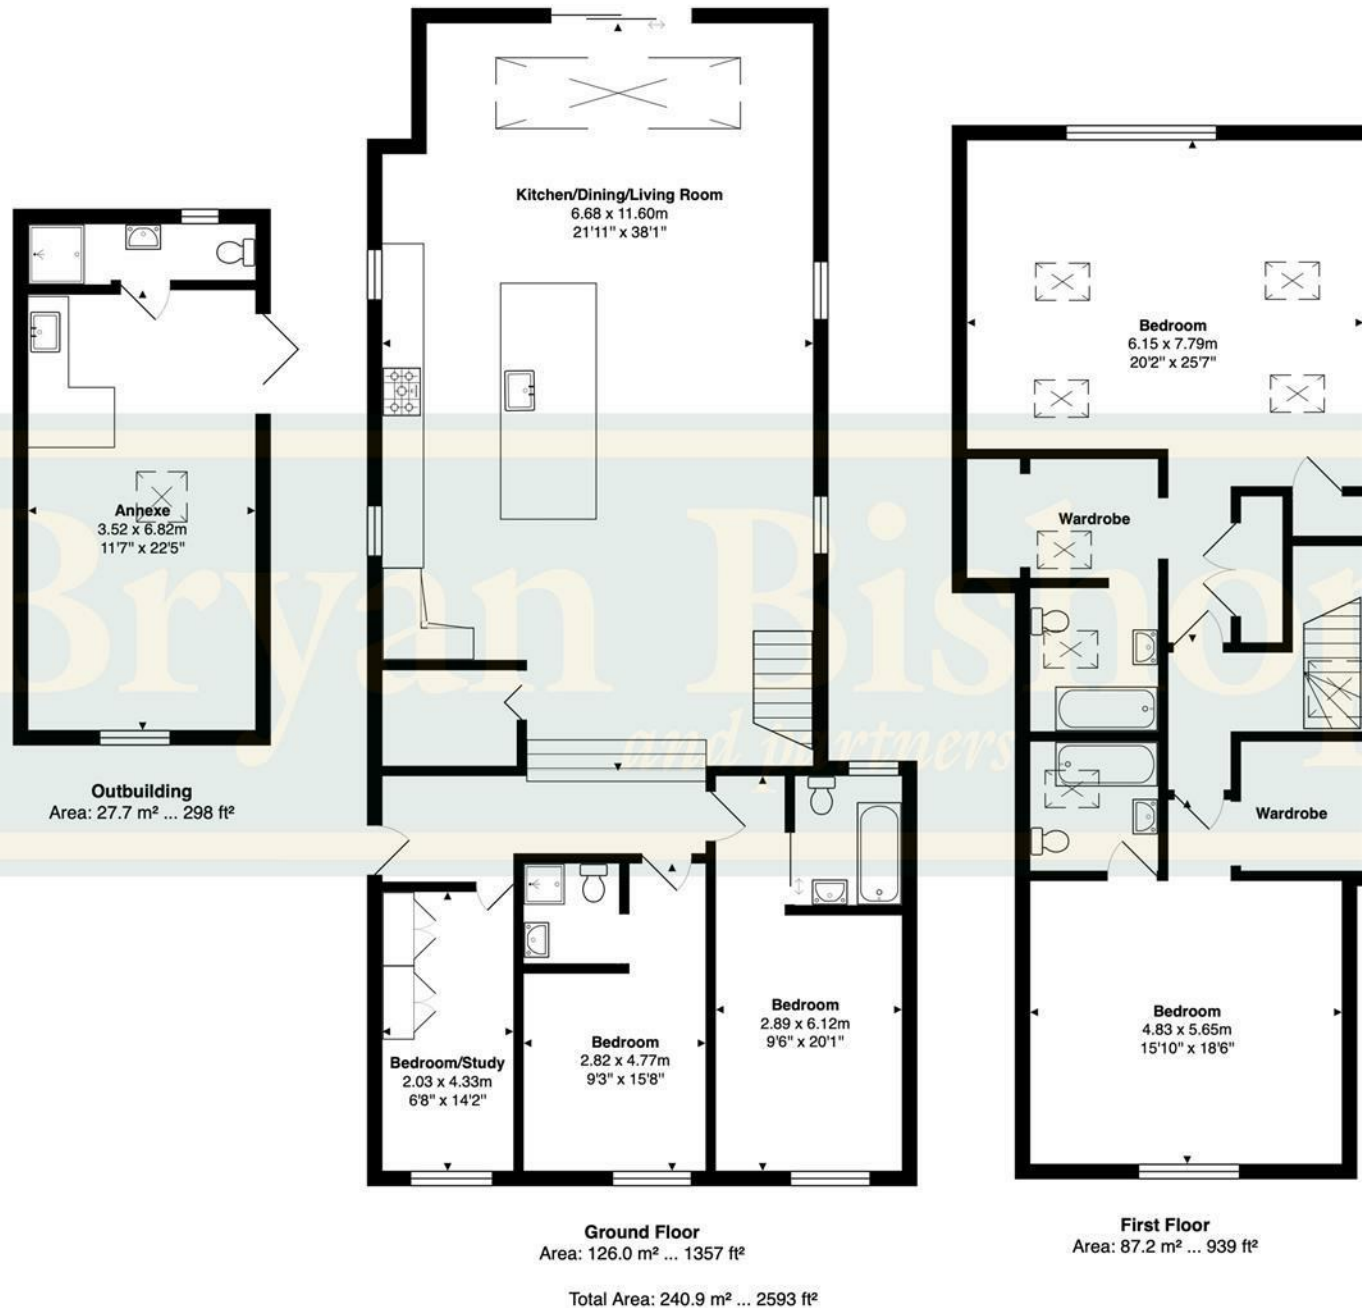 Kitchen/Dining/Living Room
6.68 x 11.60m
21'11" x 38'1"
Annexe
3.52 x 6.82m
11'7" x 22'5"
Outbuilding
Area: 27.7 m² ... 298 ft²
Bedroom/Study
2.03 x 4.33m
6'8" x 14'2"
Bedroom
2.82 x 4.77m
9'3" x 15'8"
Bedroom
2.89 x 6.12m
9'6" x 20'1"
Ground Floor
Area: 126.0 m² ... 1357 ft²
Total Area: 240.9 m² ... 2593 ft²
Bedroom
6.15 x 7.79m
20'2" x 25'7"
Wardrobe
Wardrobe
Bedroom
4.83 x 5.65m
15'10" x 18'6"
First Floor
Area: 87.2 m² ... 939 ft²
Bryan Bishop
and partners